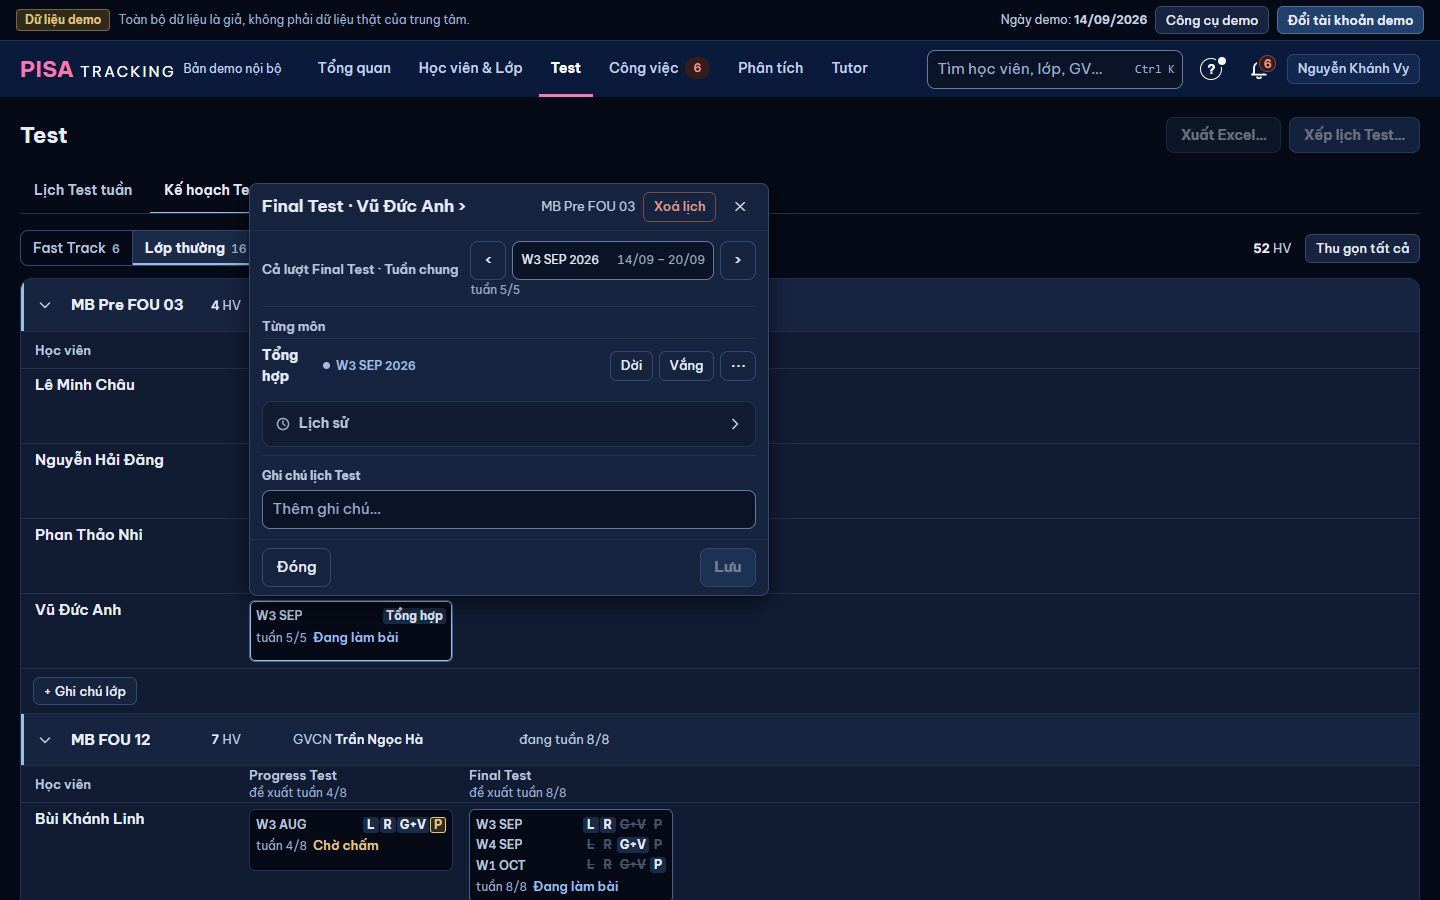 Dữ liệu demo Toàn bộ dữ liệu là giả, không phải dữ liệu thật của trung tâm. Ngày demo: 14/09/2026 Công cụ demo Đổi tài khoản demo
PISA TRACKING Bản demo nội bộ Tổng quan Học viên & Lớp Test Công việc 6 Phân tích Tutor Tìm học viên, lớp, GV... Ctrl K ? 6 Nguyễn Khánh Vy
Test Xuất Excel... Xếp lịch Test...
Lịch Test tuần Kế hoạch Te
Fast Track 6 Lớp thường 16 52 HV Thu gọn tất cả
Final Test · Vũ Đức Anh › MB Pre FOU 03 Xoá lịch ×
Cả lượt Final Test · Tuần chung ‹ W3 SEP 2026 14/09 – 20/09 ›
tuần 5/5
Từng môn
Tổng hợp W3 SEP 2026 Dời Vắng ...
Lịch sử
Ghi chú lịch Test
Thêm ghi chú...
Đóng Lưu
MB Pre FOU 03 4 HV
Học viên
Lê Minh Châu
Nguyễn Hải Đăng
Phan Thảo Nhi
Vũ Đức Anh W3 SEP Tổng hợp
tuần 5/5 Đang làm bài
+ Ghi chú lớp
MB FOU 12 7 HV GVCN Trần Ngọc Hà đang tuần 8/8
Học viên Progress Test Final Test
đề xuất tuần 4/8 đề xuất tuần 8/8
Bùi Khánh Linh W3 AUG L R G+V P W3 SEP L R G+V P
tuần 4/8 Chờ chấm W4 SEP L R G+V P
W1 OCT L R G+V P
tuần 8/8 Đang làm bài